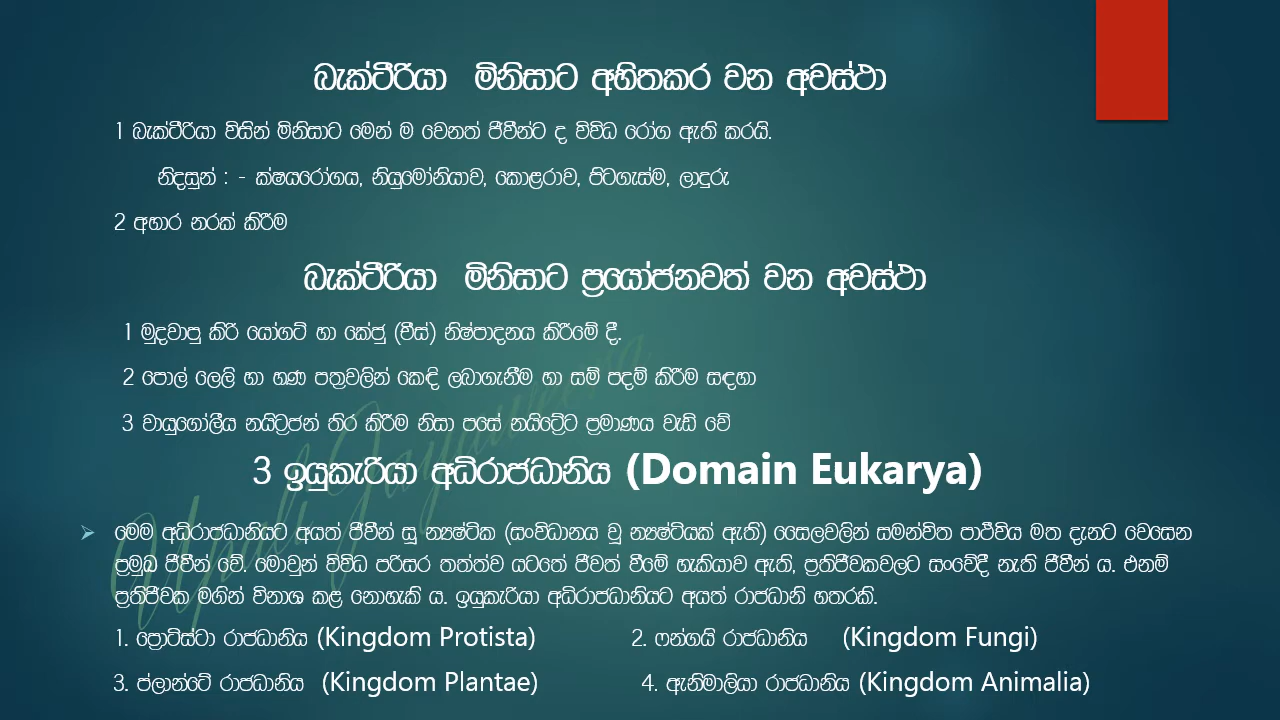 බැක්ටීරියා මිනිසාට අහිතකර වන අවස්ථා
1 බැක්ටීරියා විසින් මිනිසාට මෙන් ම වෙනත් ජීවීන්ට ද විවිධ රෝග ඇති කරයි.
නිදසුන් : - ක්ෂයරෝගය, නියුමෝනියාව, කොළරාව, පිටගැස්ම, ලාදුරු
2 අහාර නරක් කිරීම
බැක්ටීරියා මිනිසාට ප්‍රයෝජනවත් වන අවස්ථා
1 මුදවාපු කිරි යෝගට් හා කේජු (චීස්) නිෂ්පාදනය කිරීමේ දී.
2 පොල් ලෙලි හා හණ පත්‍රවලින් කෙඳි ලබාගැනීම හා සම් පදම් කිරීම සඳහා
3 වායුගෝලීය නයිට්‍රජන් තිර කිරීම නිසා පසේ නයිට්‍රේට ප්‍රමාණය වැඩි වේ
3 ඉයුකැරියා අධිරාජධානිය (Domain Eukarya)
මෙම අධිරාජධානියට අයත් ජීවීන් සූ න්‍යෂ්ටික (සංවිධානය වූ න්‍යෂ්ටියක් ඇති) සෛලවලින් සමන්විත පෘථිවිය මත දැනට වෙසෙන
ප්‍රමුඛ ජීවීන් වේ. මොවුන් විවිධ පරිසර තත්ත්ව යටතේ ජීවත් වීමේ හැකියාව ඇති, ප්‍රතිජීවකවලට සංවේදී නැති ජීවීන් ය. එනම්
ප්‍රතිජීවක මගින් විනාශ කළ නොහැකි ය. ඉයුකැරියා අධිරාජධානියට අයත් රාජධානි හතරකි.
1. ප්‍රොටිස්ටා රාජධානිය (Kingdom Protista) 2. ෆන්ගයි රාජධානිය (Kingdom Fungi)
3. ප්ලාන්ටේ රාජධානිය (Kingdom Plantae) 4. ඇනිමාලියා රාජධානිය (Kingdom Animalia)
Upali Jayaweera